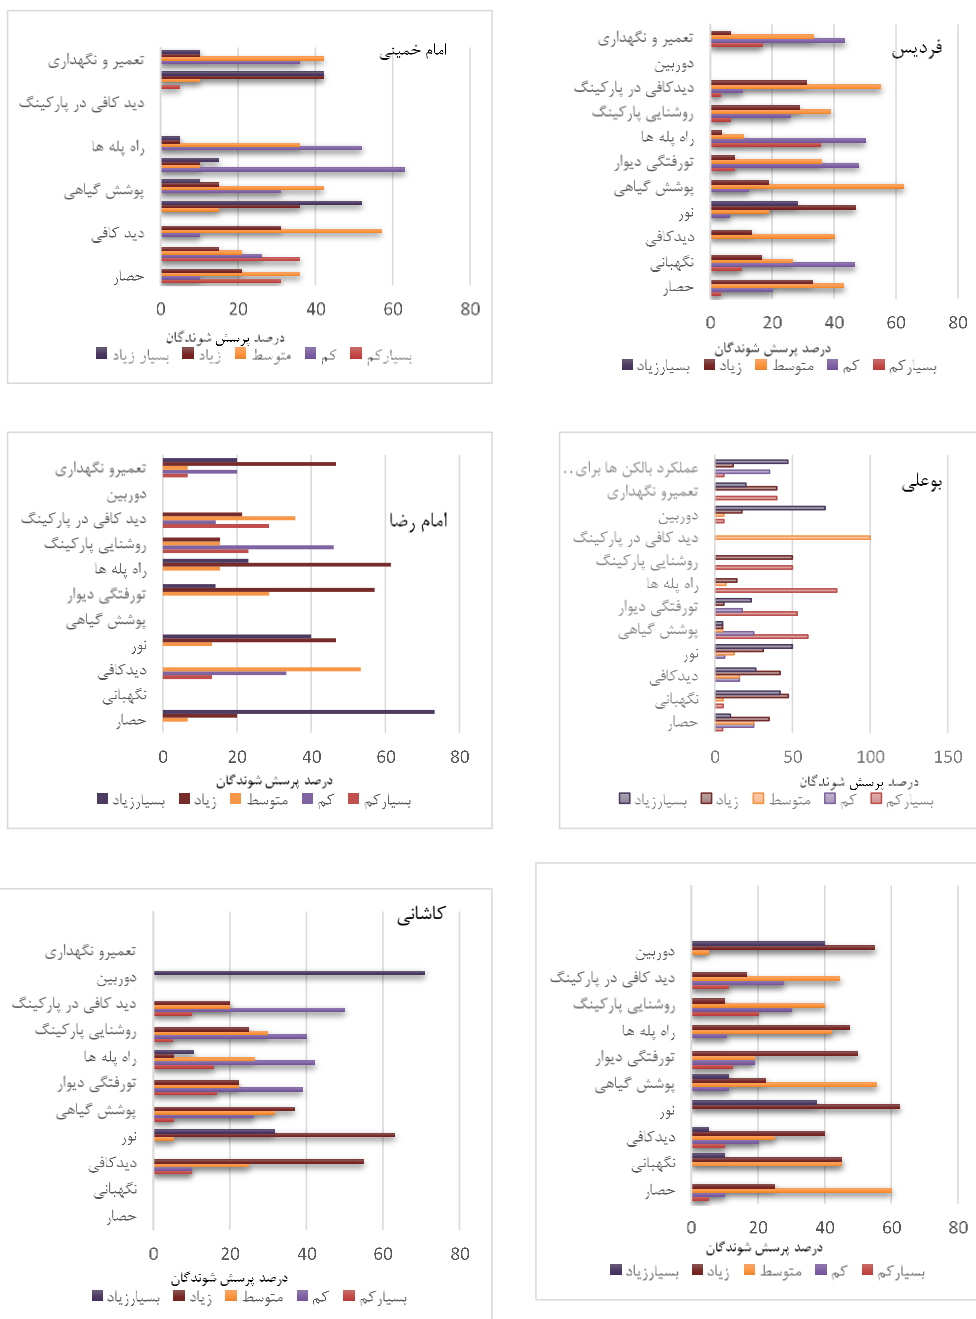 امام خمینی
تعمیر و نگهداری
دید کافی در پارکینگ
راه پله ها
پوشش گیاهی
دید کافی
حصار
0 20 40 60 80
درصد پرسش شوندگان
بسیار زیاد زیاد متوسط کم بسیارکم
فردیس
تعمیر و نگهداری
دوربین
دیدکافی در پارکینگ
روشنایی پارکینگ
راه پله ها
تورفتگی دیوار
پوشش گیاهی
نور
دیدکافی
نگهبانی
حصار
0 20 40 60 80
درصد پرسش شوندگان
بسیارزیاد زیاد متوسط کم بسیارکم
امام رضا
تعمیرو نگهداری
دوربین
دید کافی در پارکینگ
روشنایی پارکینگ
راه پله ها
تورفتگی دیوار
پوشش گیاهی
نور
دیدکافی
نگهبانی
حصار
0 20 40 60 80
درصد پرسش شوندگان
بسیارزیاد زیاد متوسط کم بسیارکم
بوعلی
عملکرد بالکن ها برای..
تعمیرو نگهداری
دوربین
دید کافی در پارکینگ
روشنایی پارکینگ
راه پله ها
تورفتگی دیوار
پوشش گیاهی
نور
دیدکافی
نگهبانی
حصار
0 50 100 150
درصد پرسش شوندگان
بسیارزیاد زیاد متوسط کم بسیارکم
کاشانی
تعمیرو نگهداری
دوربین
دید کافی در پارکینگ
روشنایی پارکینگ
راه پله ها
تورفتگی دیوار
پوشش گیاهی
نور
دیدکافی
نگهبانی
حصار
0 20 40 60 80
درصد پرسش شوندگان
بسیارزیاد زیاد متوسط کم بسیارکم
دوربین
دید کافی در پارکینگ
روشنایی پارکینگ
راه پله ها
تورفتگی دیوار
پوشش گیاهی
نور
دیدکافی
نگهبانی
حصار
0 20 40 60 80
درصد پرسش شوندگان
بسیارزیاد زیاد متوسط کم بسیارکم